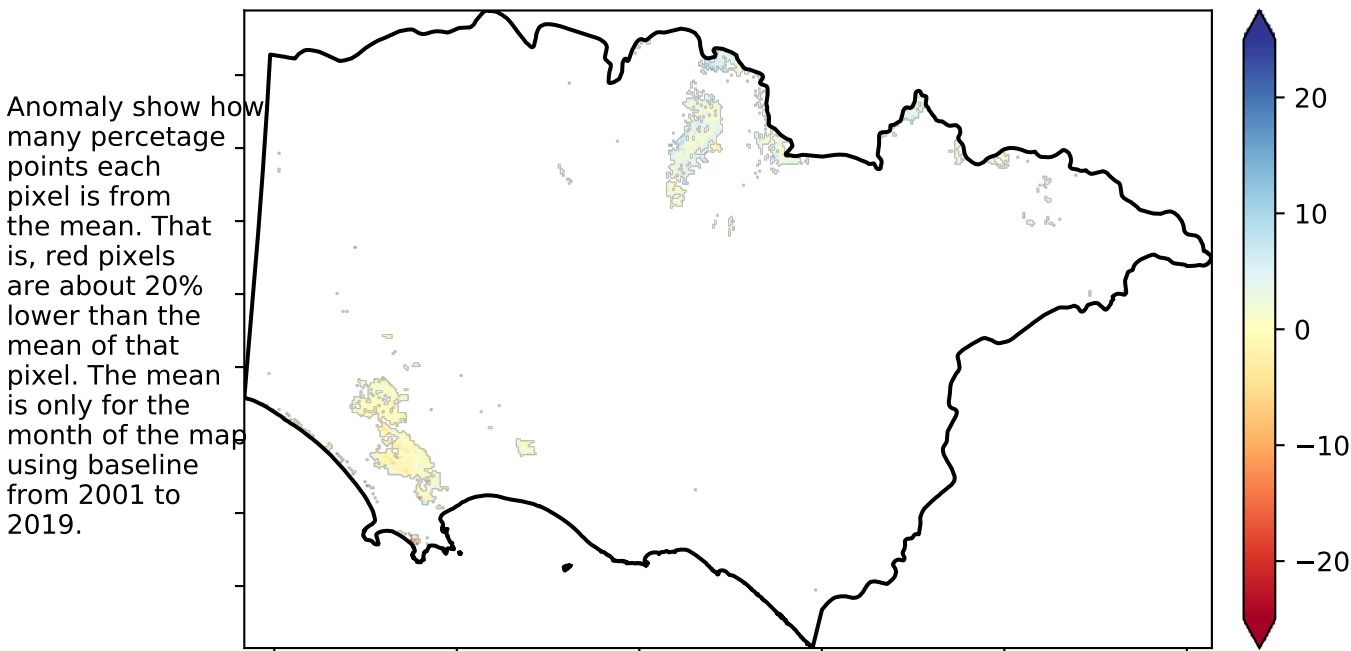 Anomaly show how
many percetage
points each
pixel is from
the mean. That
is, red pixels
are about 20%
lower than the
mean of that
pixel. The mean
is only for the
month of the map
using baseline
from 2001 to
2019.
20
10
0
−10
−20